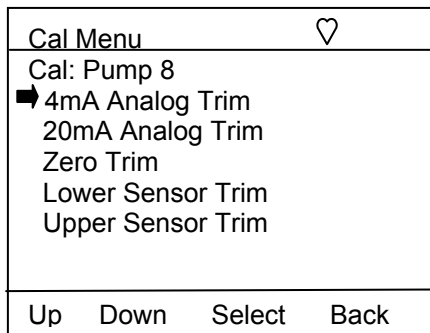 Cal Menu ♡
Cal: Pump 8
4mA Analog Trim
20mA Analog Trim
Zero Trim
Lower Sensor Trim
Upper Sensor Trim
Up Down Select Back